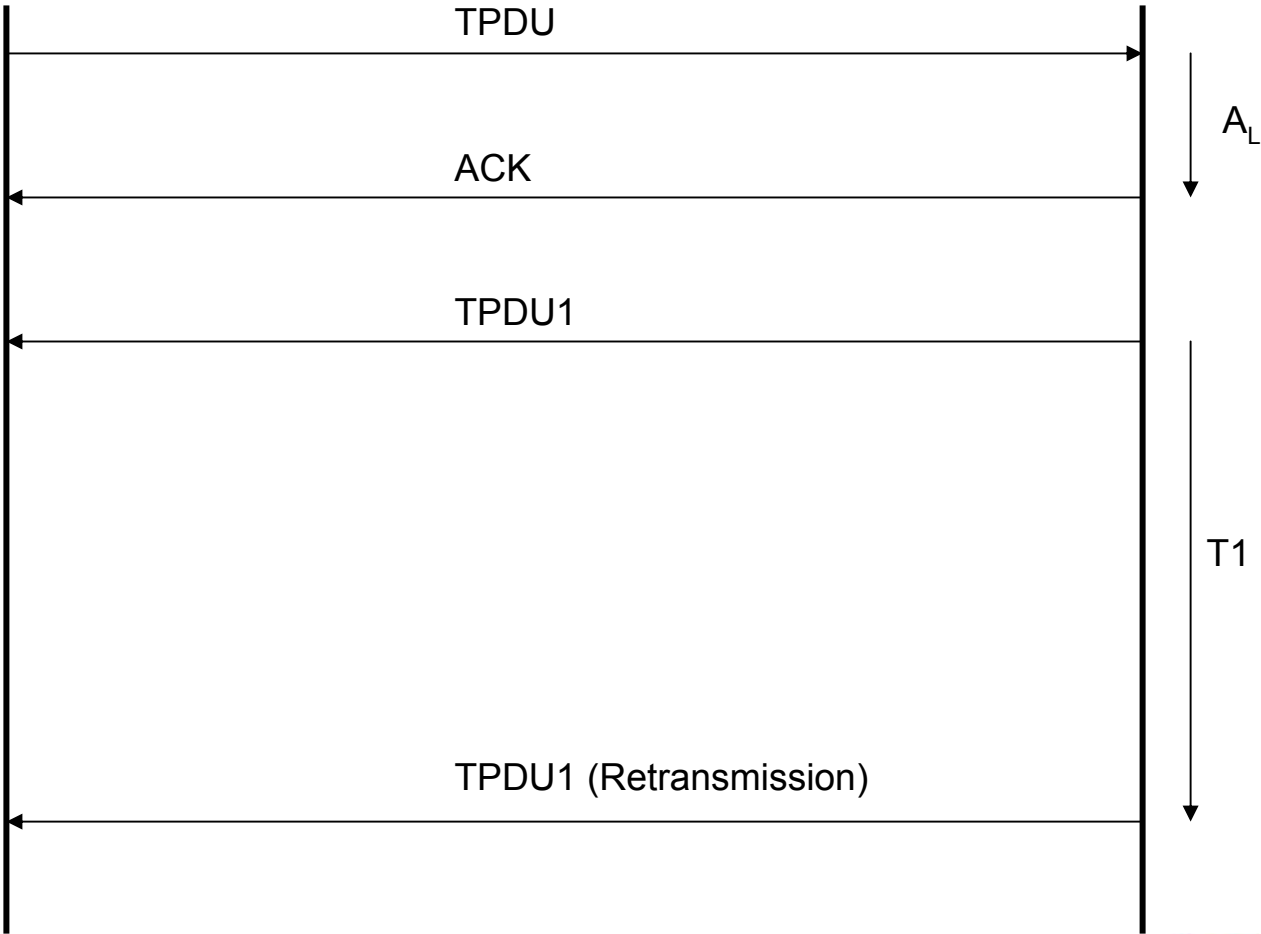 TPDU
A_L
ACK
TPDU1
T1
TPDU1 (Retransmission)